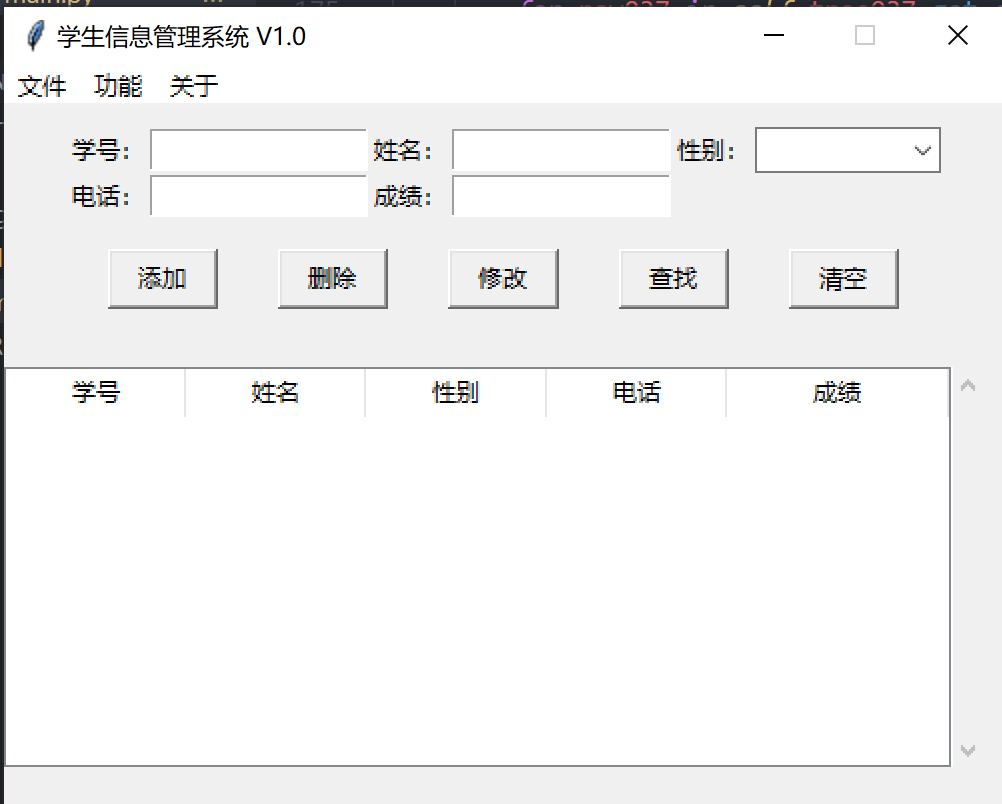 main.py
学生信息管理系统 V1.0
文件 功能 关于
学号： 姓名： 性别：
电话： 成绩：
添加 删除 修改 查找 清空
学号 姓名 性别 电话 成绩